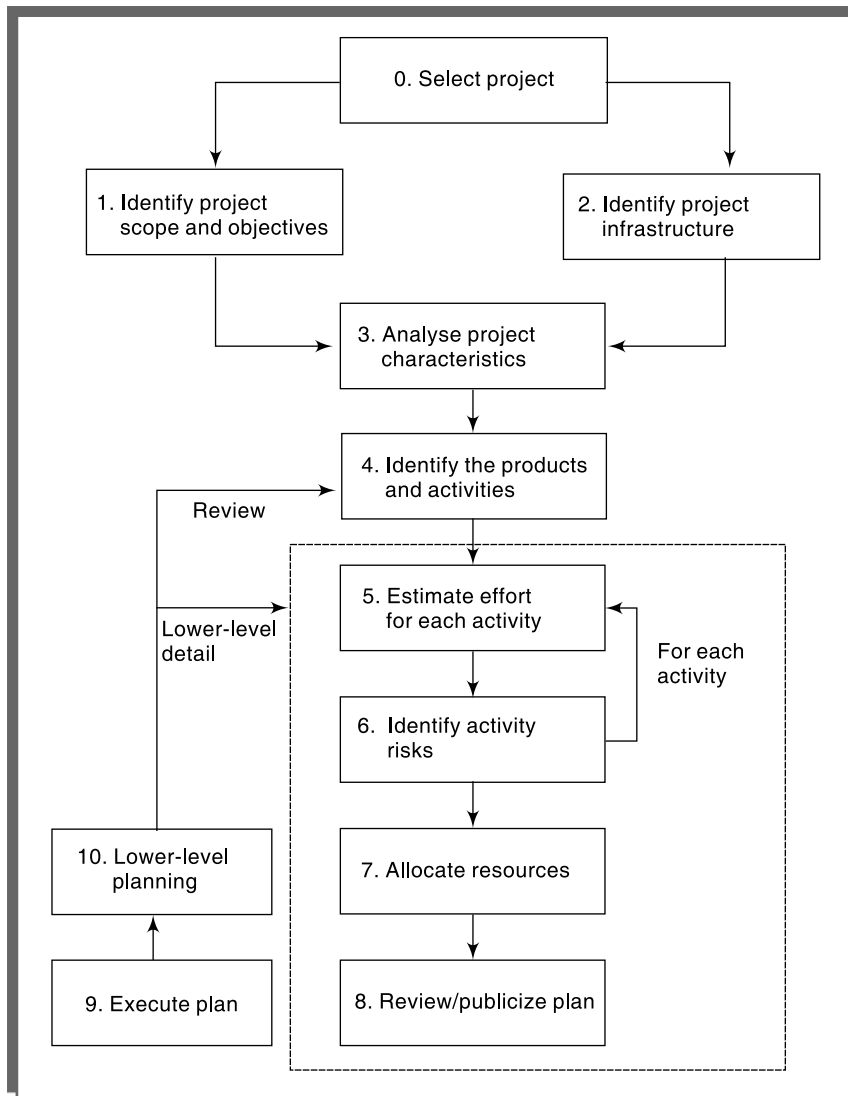 0. Select project
1. Identify project
scope and objectives
2. Identify project
infrastructure
3. Analyse project
characteristics
4. Identify the products
and activities
Review
5. Estimate effort
for each activity
Lower-level
detail
For each
activity
6. Identify activity
risks
10. Lower-level
planning
7. Allocate resources
9. Execute plan
8. Review/publicize plan